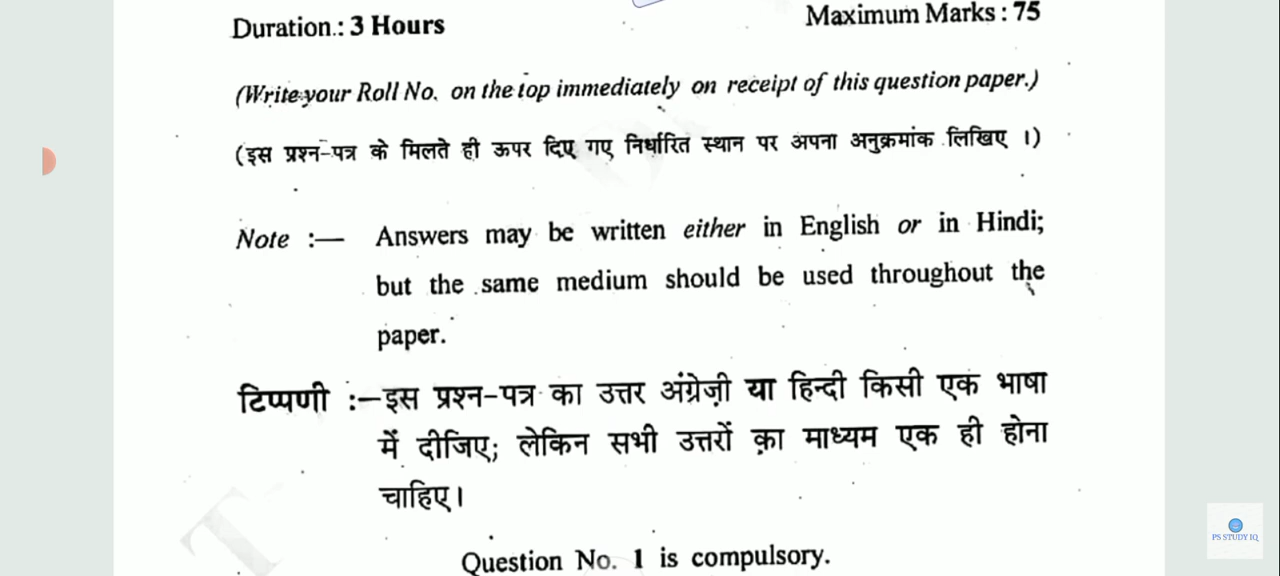 Duration.: 3 Hours
Maximum Marks : 75
(Write your Roll No. on the top immediately on receipt of this question paper.)
(इस प्रश्न-पत्र के मिलते ही ऊपर दिए गए निर्धारित स्थान पर अपना अनुक्रमांक लिखिए ।)
Note :— Answers may be written either in English or in Hindi;
but the same medium should be used throughout the
paper.
टिप्पणी :—इस प्रश्न-पत्र का उत्तर अंग्रेज़ी या हिन्दी किसी एक भाषा
में दीजिए; लेकिन सभी उत्तरों का माध्यम एक ही होना
चाहिए।
Question No. 1 is compulsory.
PS STUDY IQ